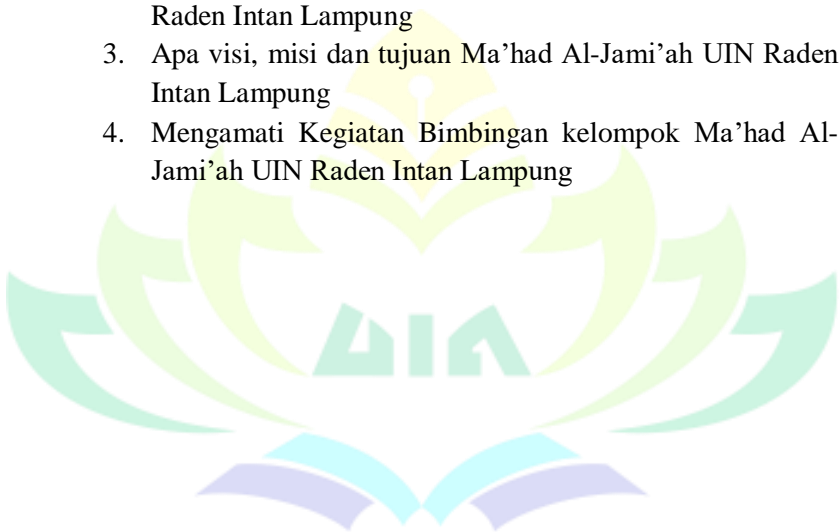 Raden Intan Lampung
3. Apa visi, misi dan tujuan Ma’had Al-Jami’ah UIN Raden
Intan Lampung
4. Mengamati Kegiatan Bimbingan kelompok Ma’had Al-
Jami’ah UIN Raden Intan Lampung
UIN